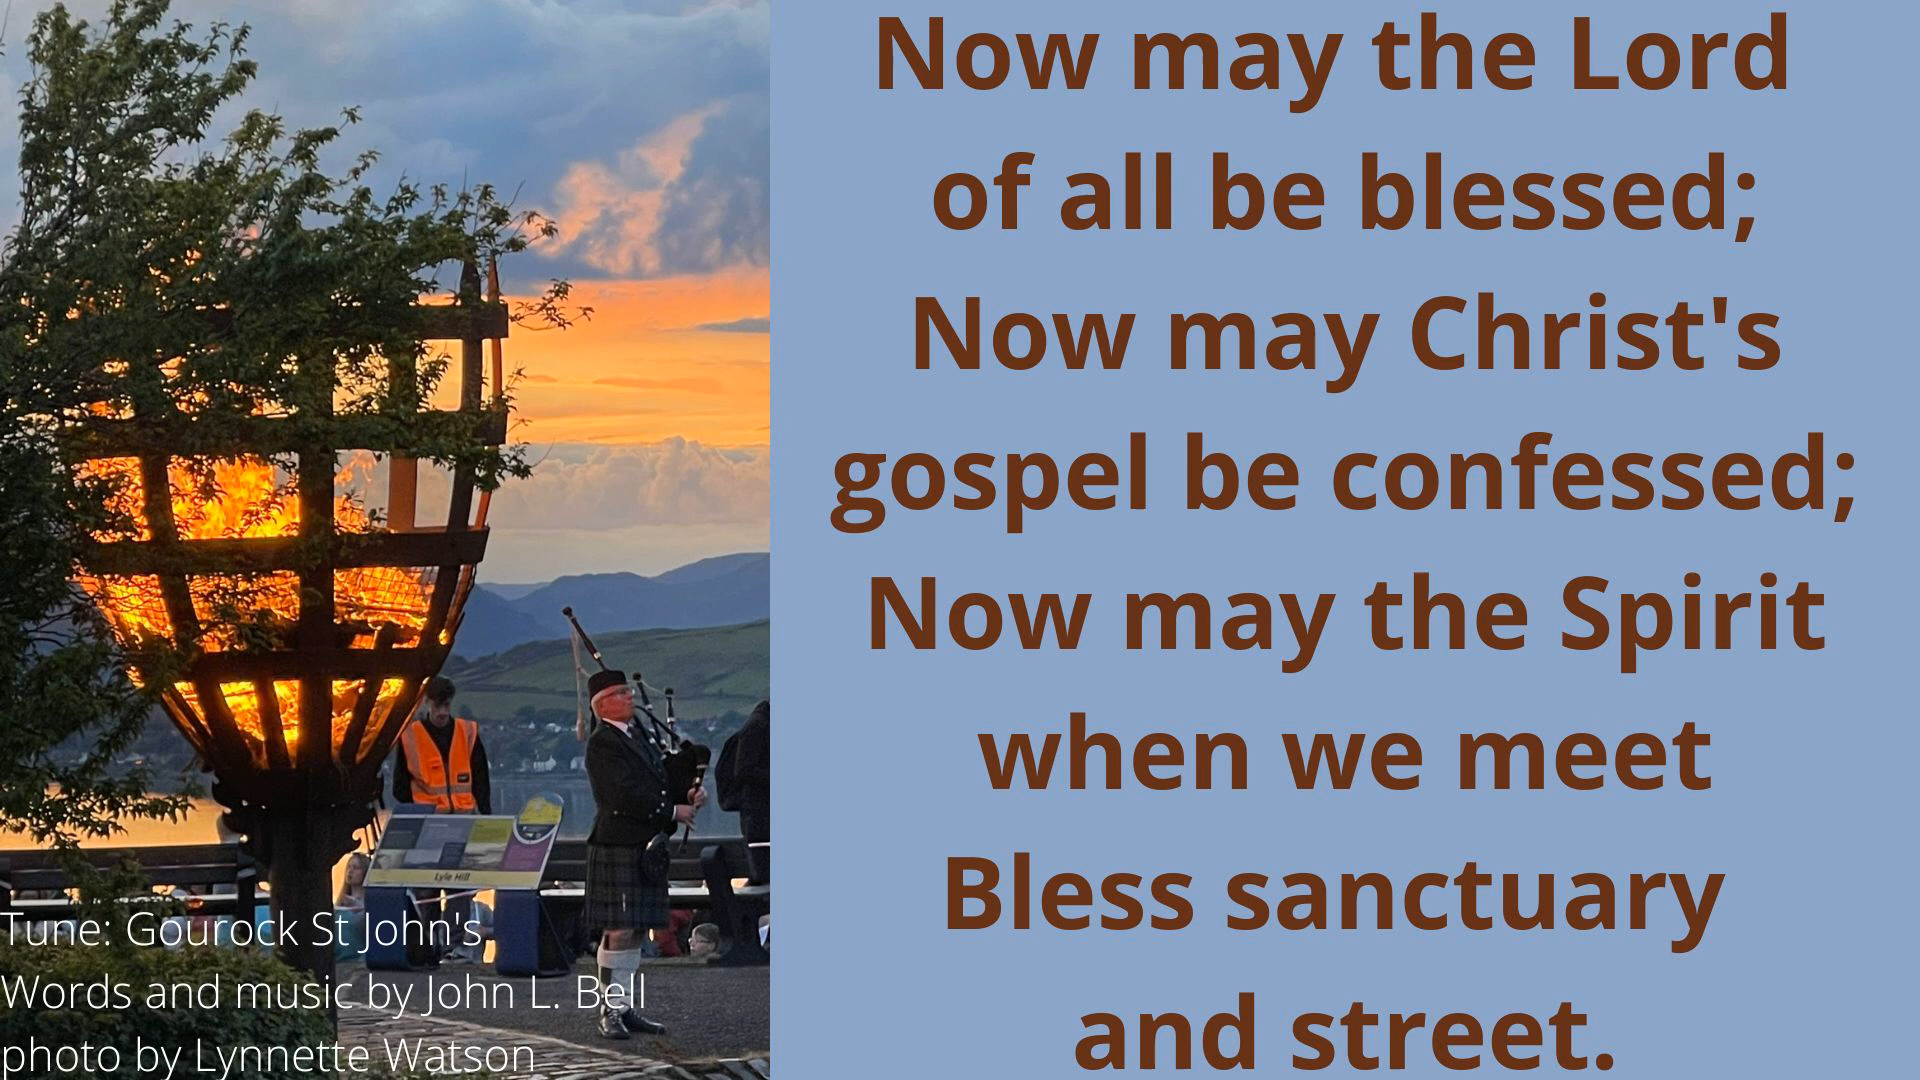 Now may the Lord
of all be blessed;
Now may Christ's
gospel be confessed;
Now may the Spirit
when we meet
Bless sanctuary
and street.
Lyle Hill
Tune: Gourock St John's
Words and music by John L. Bell
photo by Lynnette Watson